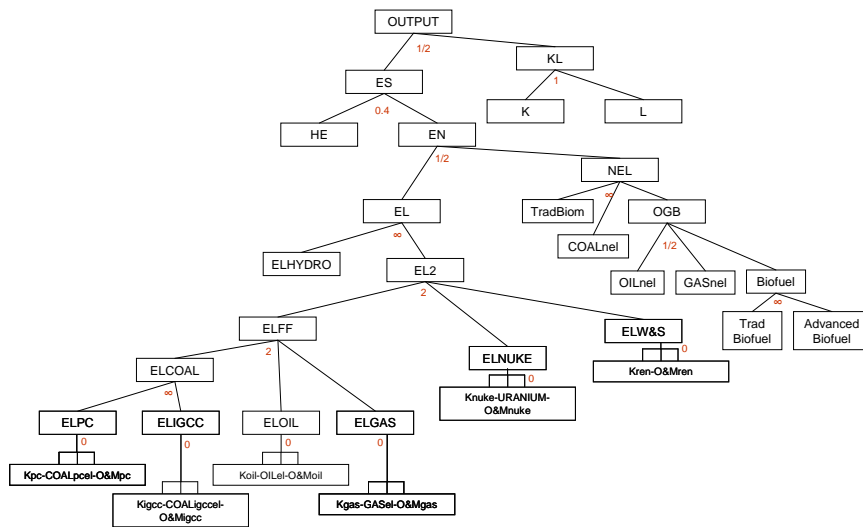 OUTPUT
1/2
KL
ES
1
0.4
K
L
HE
EN
1/2
NEL
EL
TradBiom
∞
OGB
∞
COALnel
1/2
ELHYDRO
EL2
OILnel
GASnel
Biofuel
2
∞
ELFF
ELW&S
Trad
Biofuel
Advanced
Biofuel
2
ELNUKE
0
ELCOAL
0
Kren-O&Mren
∞
Knuke-URANIUM-
O&Mnuke
ELPC
ELIGCC
ELOIL
ELGAS
0
0
0
0
Kpc-COALpcel-O&Mpc
Koil-OILel-O&Moil
Kigcc-COALigccel-
O&Migcc
Kgas-GASel-O&Mgas